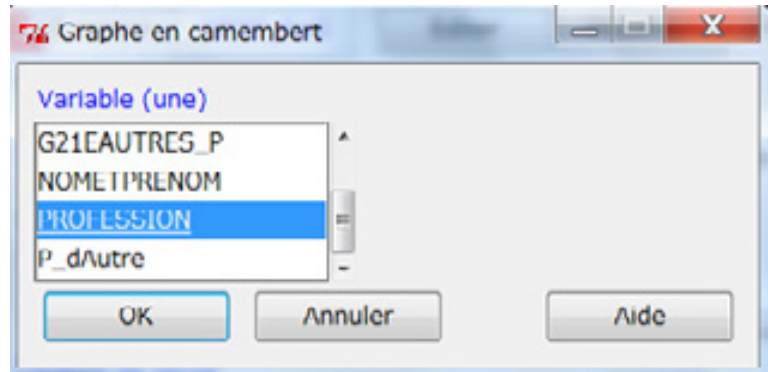 Graphe en camembert
Variable (une)
G21EAUTRES_P
NOMETPRENOM
PROFESSION
P_dAutre
OK Annuler Aide